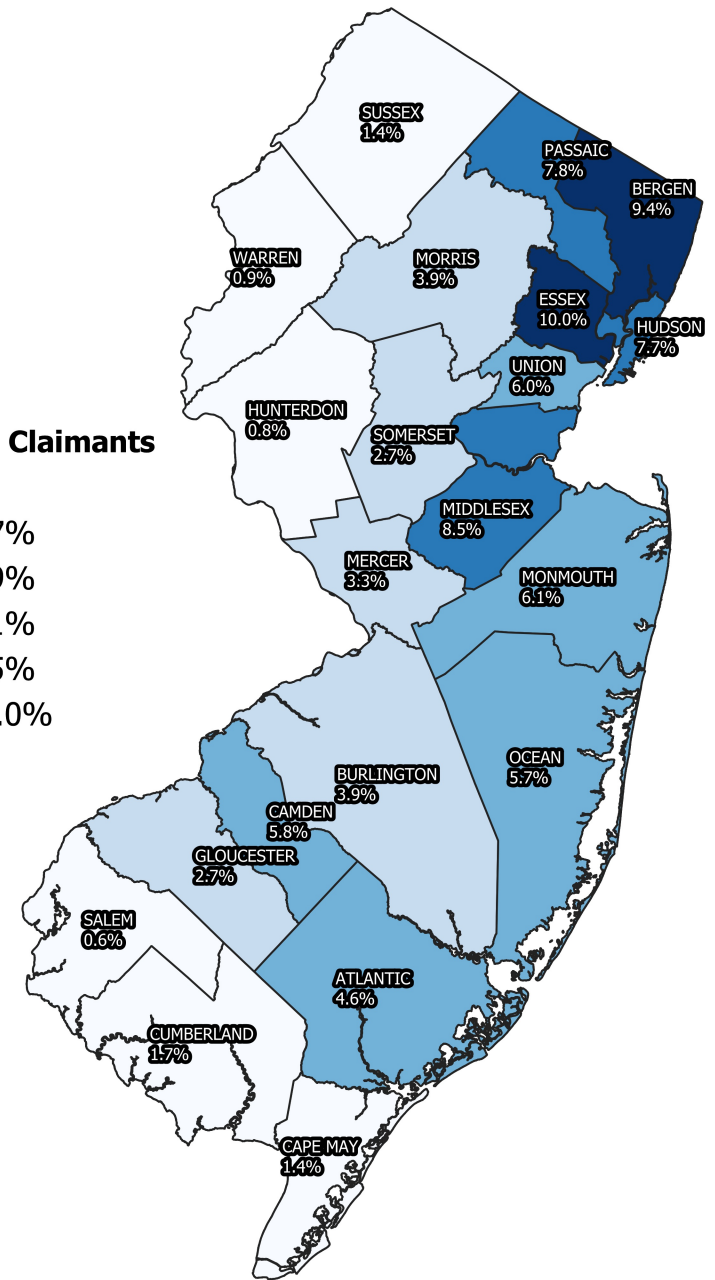 SUSSEX
1.4%
PASSAIC
7.8%
BERGEN
9.4%
WARREN
0.9%
MORRIS
3.9%
ESSEX
10.0%
HUDSON
7.7%
UNION
6.0%
HUNTERDON
0.8%
SOMERSET
2.7%
Claimants
MIDDLESEX
8.5%
7%
MERCER
3.3%
MONMOUTH
6.1%
.0%
OCEAN
5.7%
BURLINGTON
3.9%
CAMDEN
5.8%
GLOUCESTER
2.7%
SALEM
0.6%
ATLANTIC
4.6%
CUMBERLAND
1.7%
CAPE MAY
1.4%